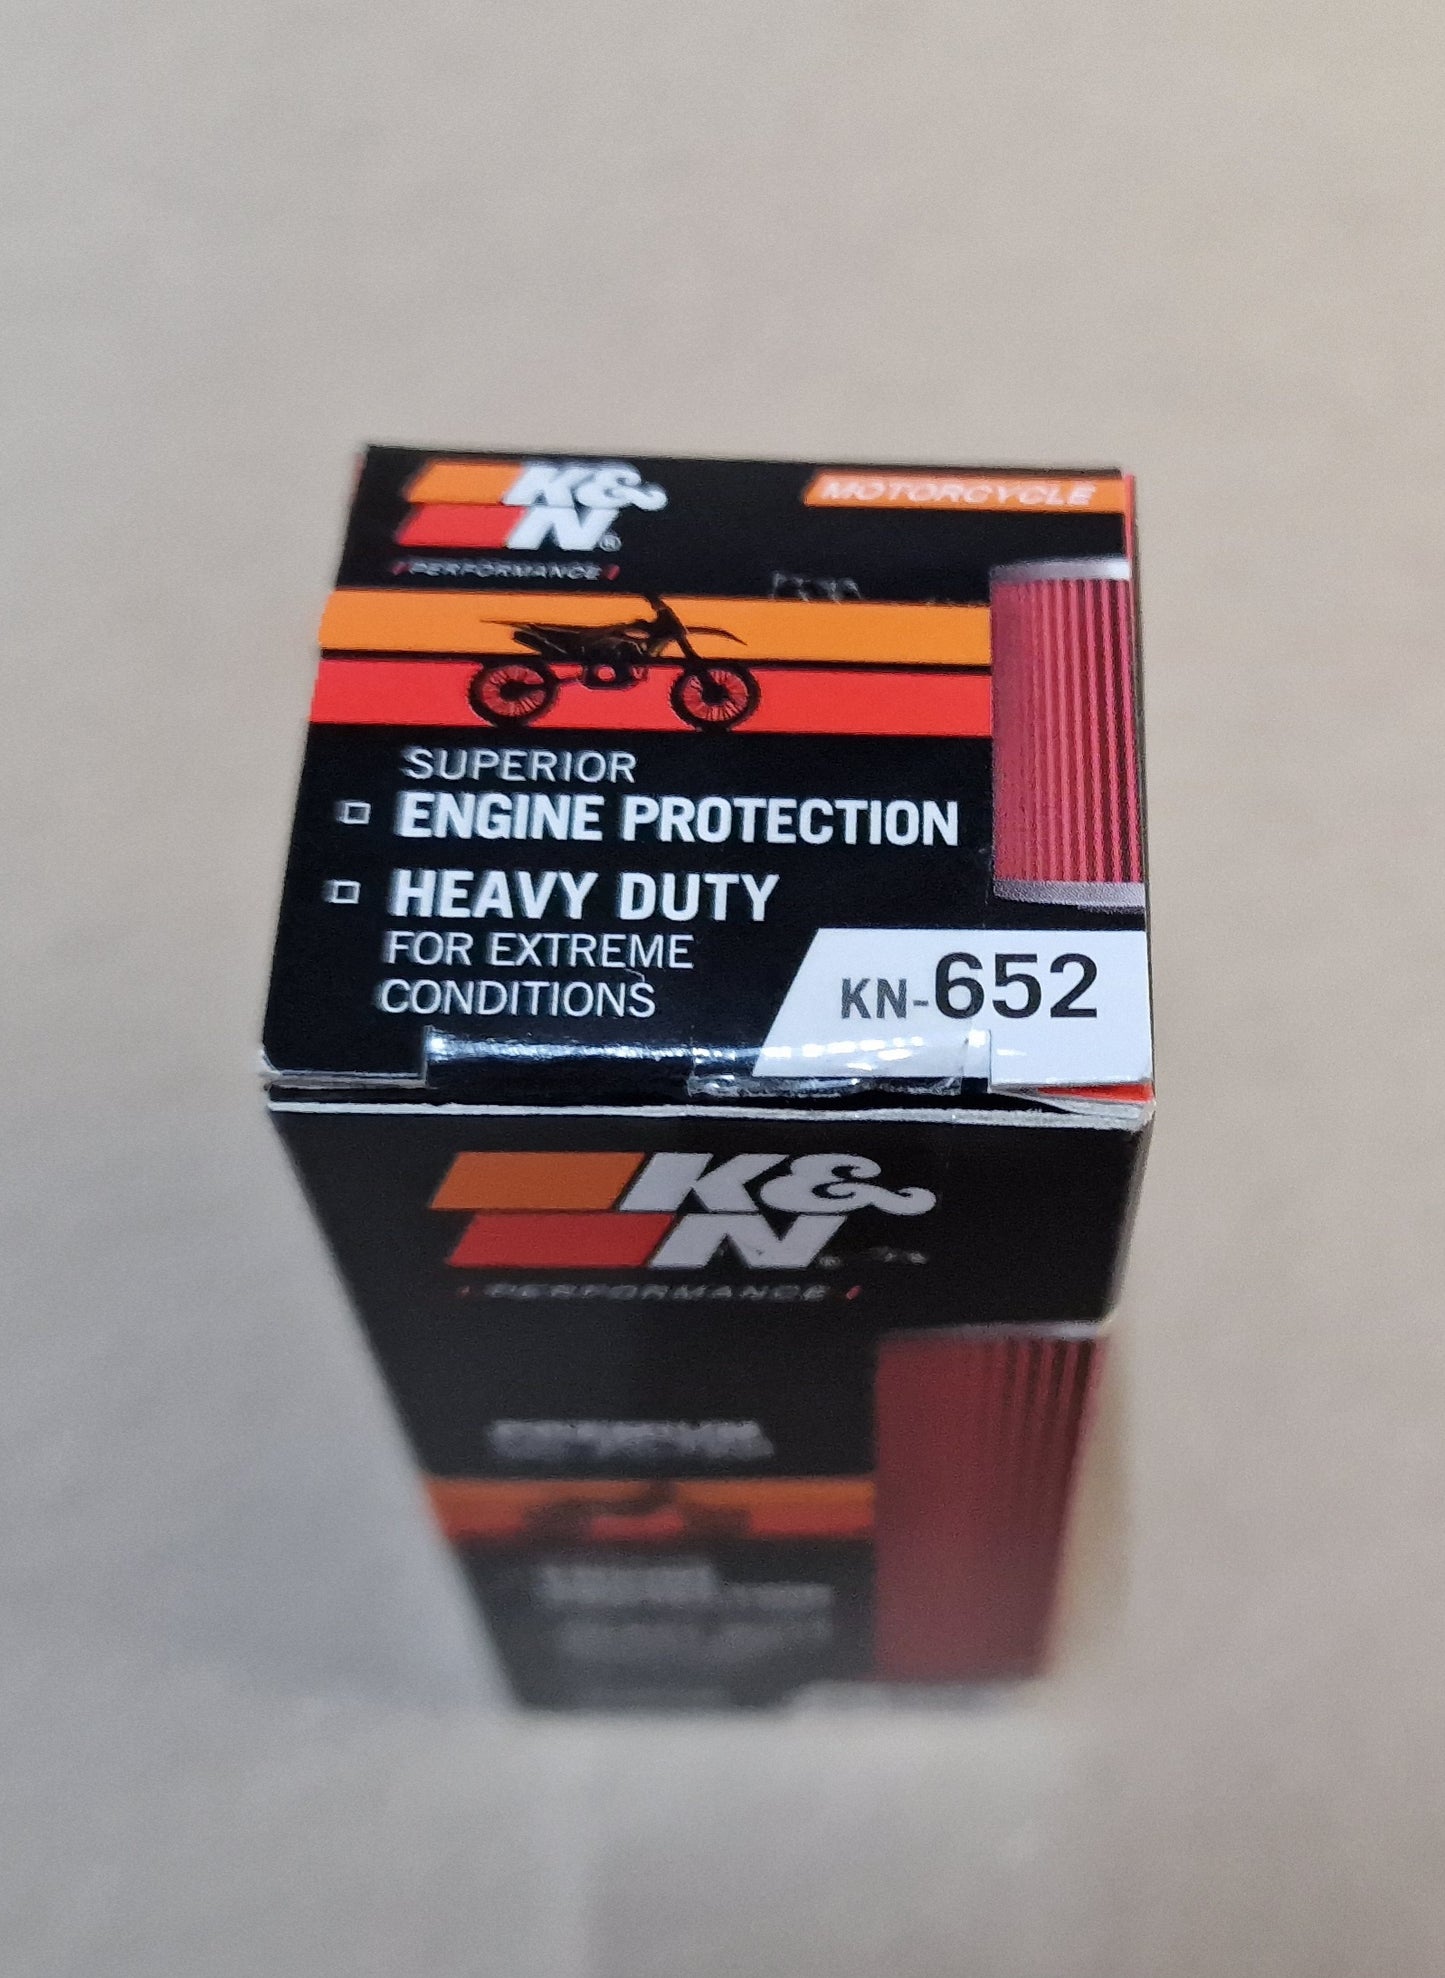 K&
N®
PERFORMANCE
MOTORCYCLE
SUPERIOR
ENGINE PROTECTION
HEAVY DUTY
FOR EXTREME
CONDITIONS
KN-652
K&
N®
PERFORMANCE